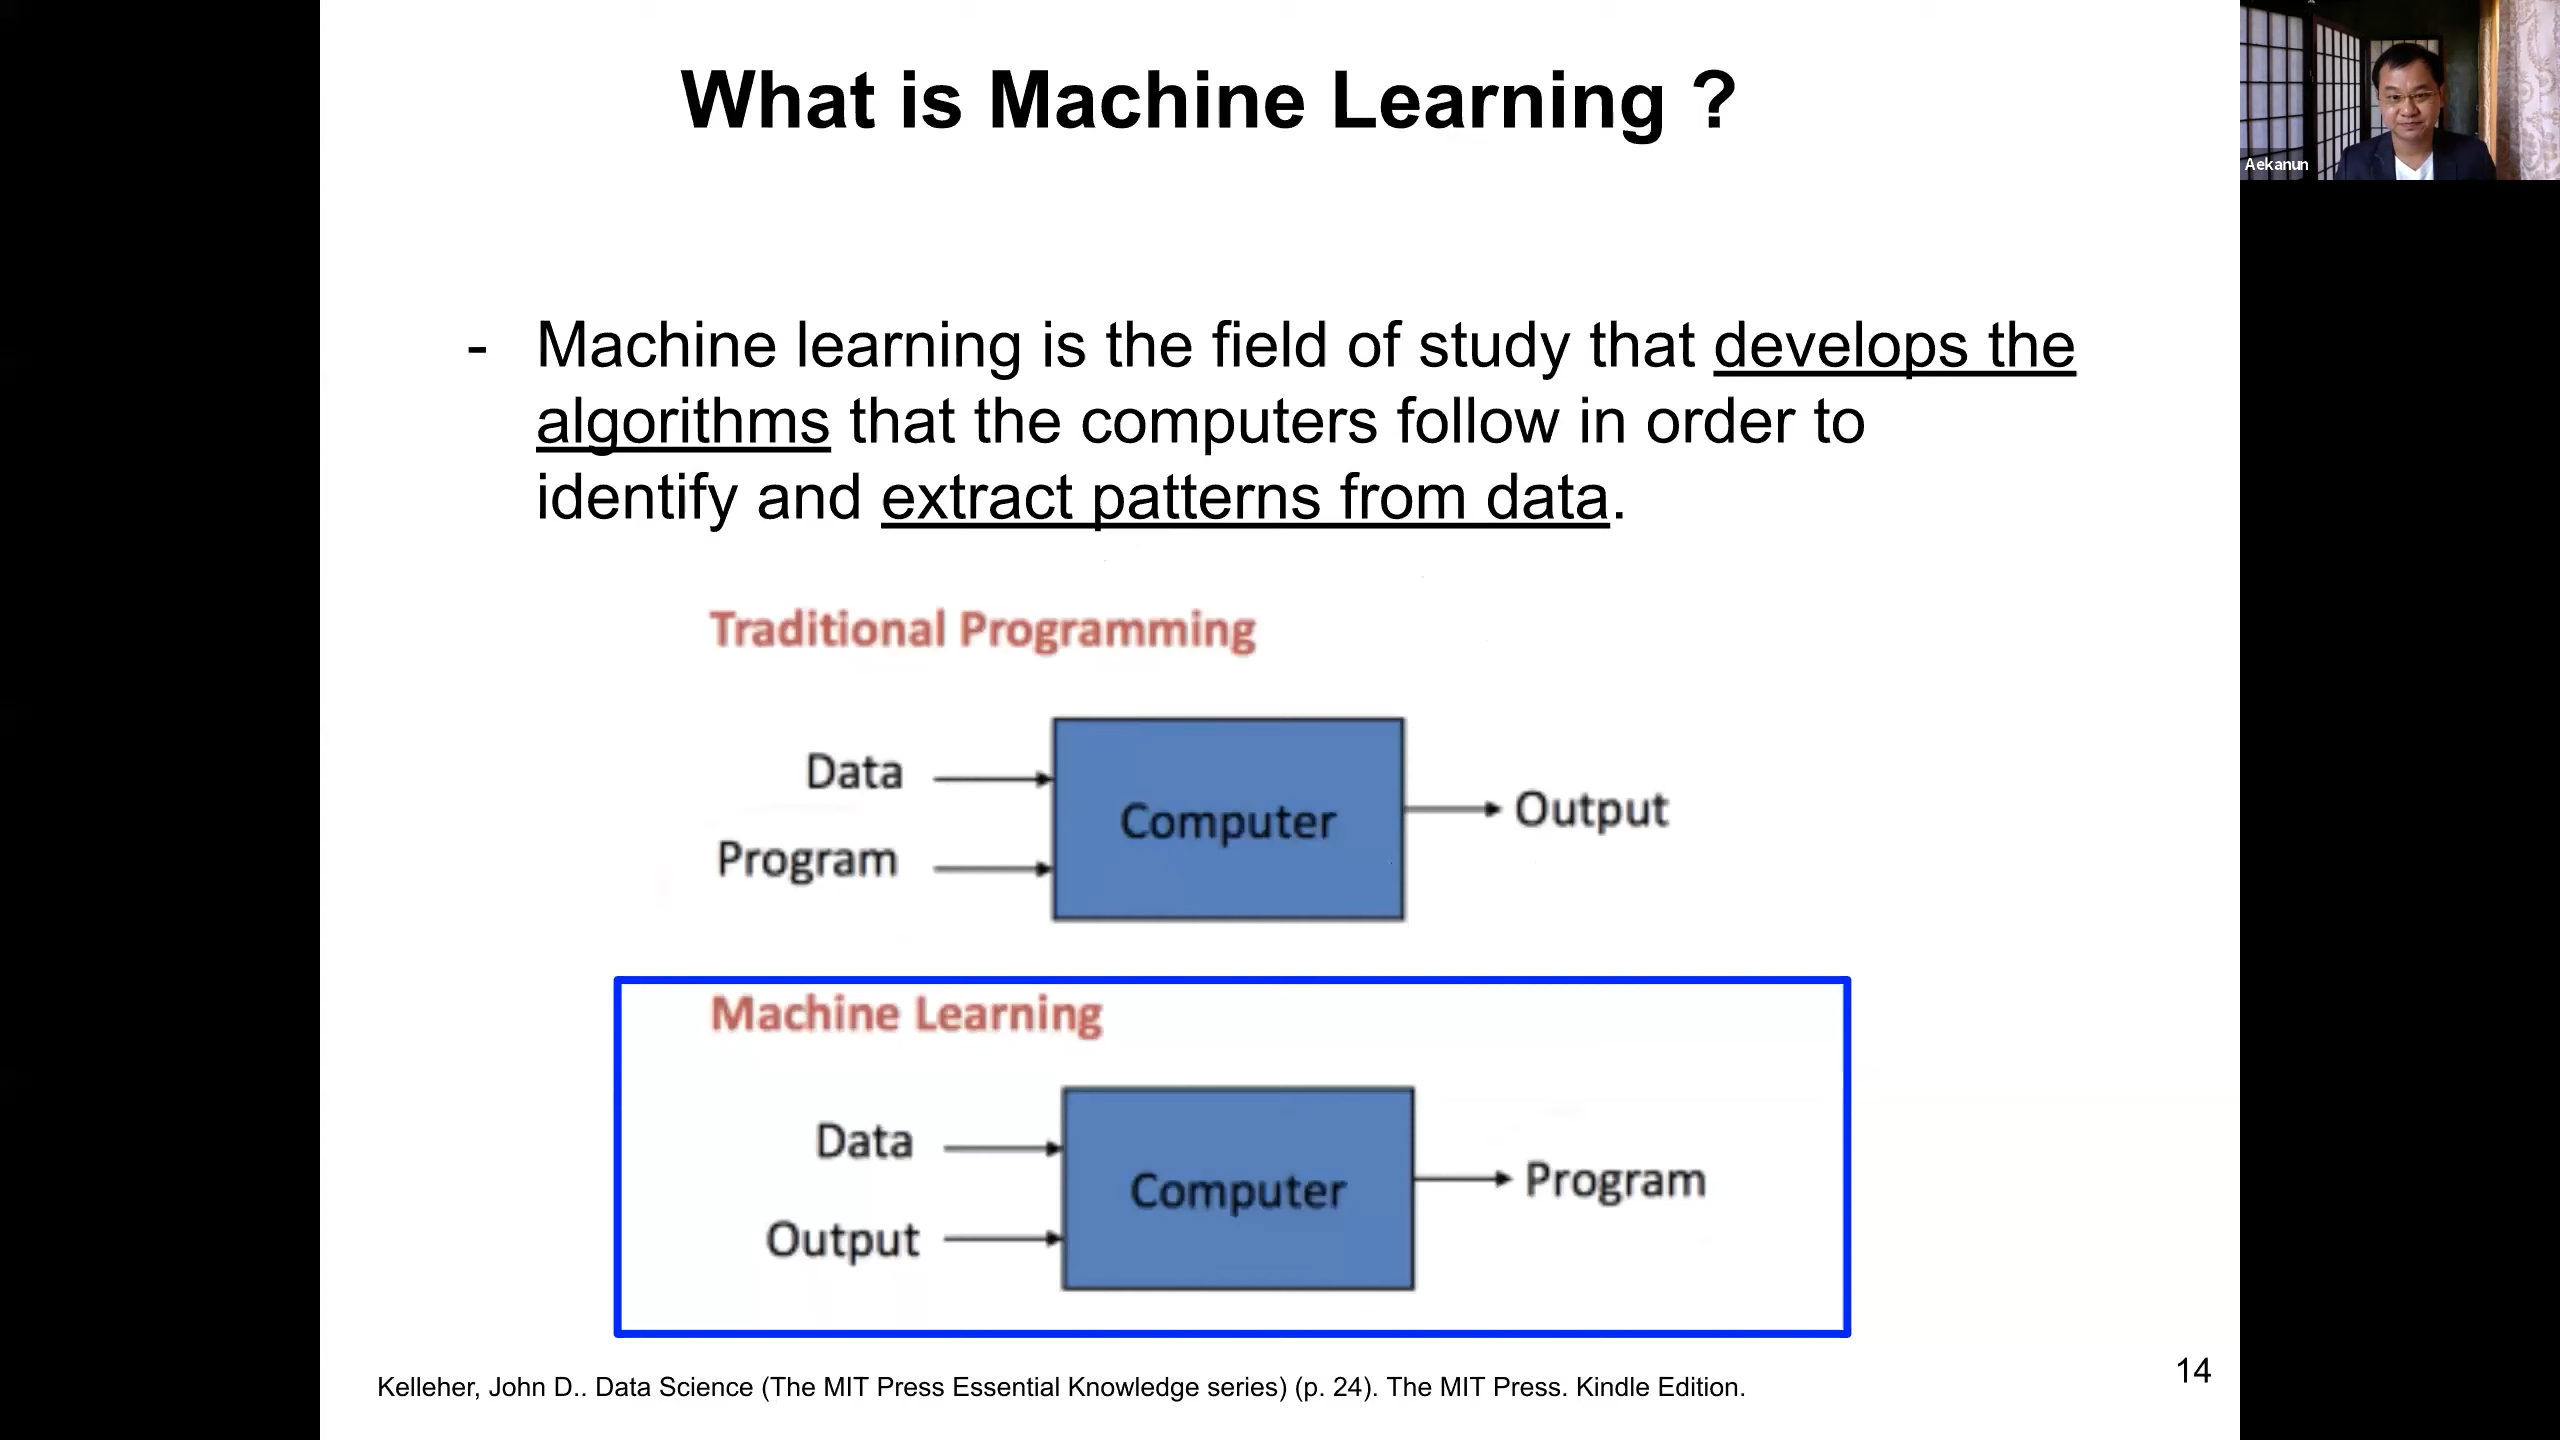 What is Machine Learning ?
Aekanun
- Machine learning is the field of study that develops the
algorithms that the computers follow in order to
identify and extract patterns from data.
Traditional Programming
Data
Program
Computer
Output
Machine Learning
Data
Output
Computer
Program
Kelleher, John D.. Data Science (The MIT Press Essential Knowledge series) (p. 24). The MIT Press. Kindle Edition.
14